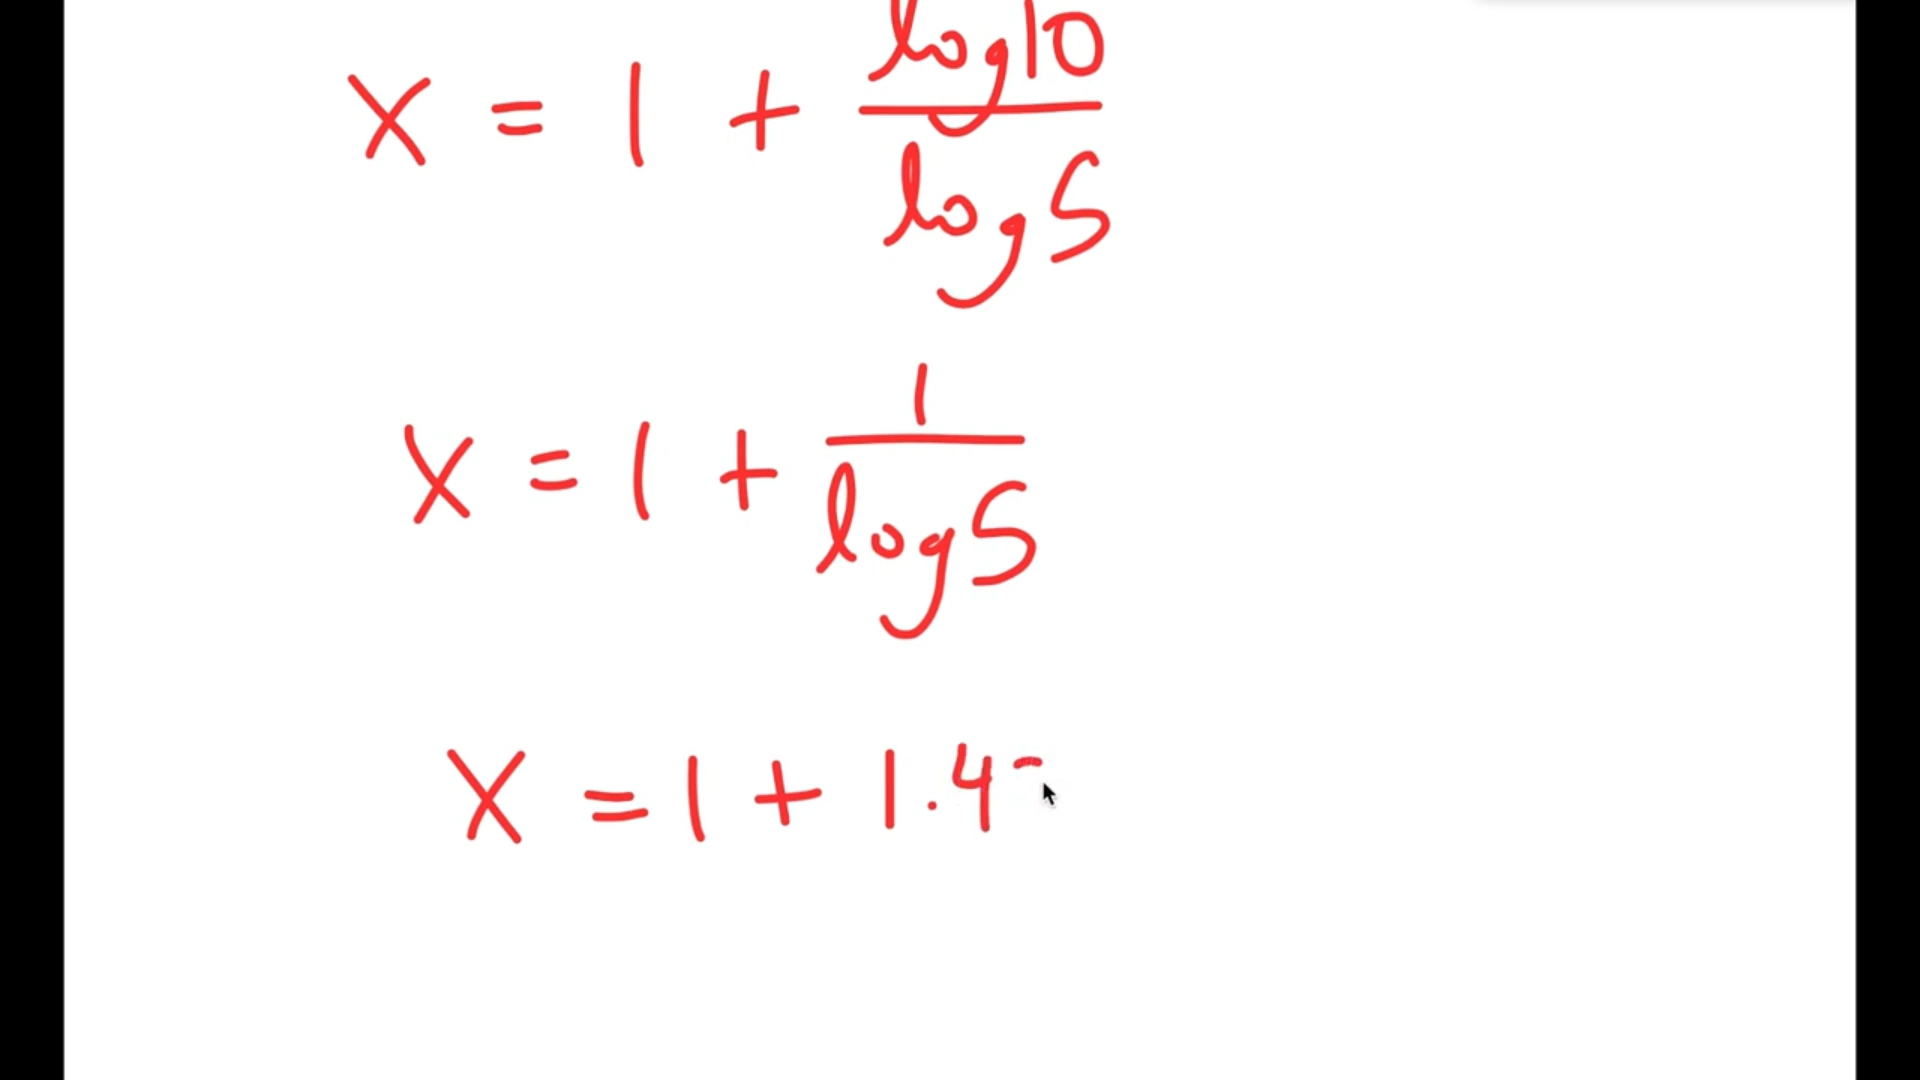 x = 1 + log10/log5
x = 1 + 1/log5
x = 1 + 1.4